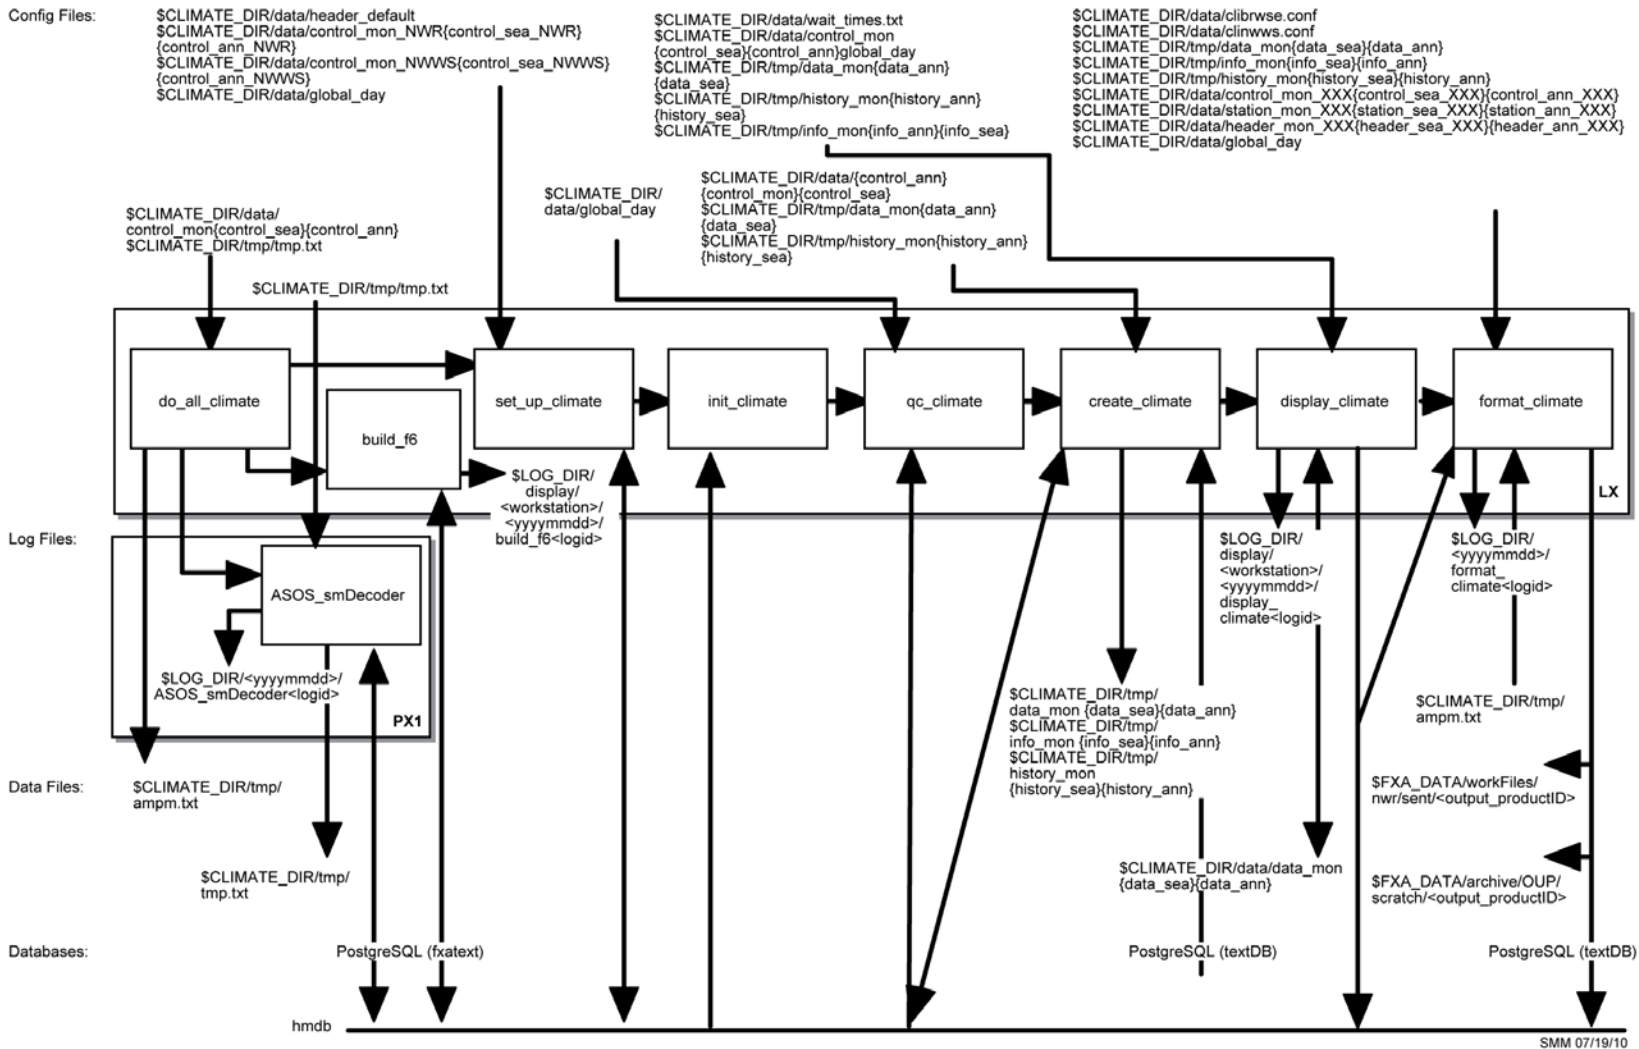 Config Files:
$CLIMATE_DIR/data/header_default
$CLIMATE_DIR/data/control_mon_NWR{control_sea_NWR}
{control_ann_NWR}
$CLIMATE_DIR/data/control_mon_NWWS{control_sea_NWWS}
{control_ann_NWWS}
$CLIMATE_DIR/data/global_day
$CLIMATE_DIR/data/wait_times.txt
$CLIMATE_DIR/data/control_mon
{control_sea}{control_ann}global_day
$CLIMATE_DIR/tmp/data_mon{data_ann}
{data_sea}
$CLIMATE_DIR/tmp/history_mon{history_ann}
{history_sea}
$CLIMATE_DIR/tmp/info_mon{info_ann}{info_sea}
$CLIMATE_DIR/data/clibrwse.conf
$CLIMATE_DIR/data/clinwws.conf
$CLIMATE_DIR/tmp/data_mon{data_sea}{data_ann}
$CLIMATE_DIR/tmp/info_mon{info_sea}{info_ann}
$CLIMATE_DIR/tmp/history_mon{history_sea}{history_ann}
$CLIMATE_DIR/data/control_mon_XXX{control_sea_XXX}{control_ann_XXX}
$CLIMATE_DIR/data/station_mon_XXX{station_sea_XXX}{station_ann_XXX}
$CLIMATE_DIR/data/header_mon_XXX{header_sea_XXX}{header_ann_XXX}
$CLIMATE_DIR/data/global_day
$CLIMATE_DIR/data/
control_mon{control_sea}{control_ann}
$CLIMATE_DIR/tmp/tmp.txt
$CLIMATE_DIR/tmp/tmp.txt
$CLIMATE_DIR/
data/global_day
$CLIMATE_DIR/data/{control_ann}
{control_mon}{control_sea}
$CLIMATE_DIR/tmp/data_mon{data_ann}
{data_sea}
$CLIMATE_DIR/tmp/history_mon{history_ann}
{history_sea}
do_all_climate
build_f6
set_up_climate
init_climate
qc_climate
create_climate
display_climate
format_climate
LX
$LOG_DIR/
display/
<workstation>/
<yyyymmdd>/
build_f6<logid>
Log Files:
ASOS_smDecoder
$LOG_DIR/<yyyymmdd>/
ASOS_smDecoder<logid>
PX1
$LOG_DIR/
display/
<workstation>/
<yyyymmdd>/
display_
climate<logid>
$LOG_DIR/
<yyyymmdd>/
format_
climate<logid>
$CLIMATE_DIR/tmp/
data_mon {data_sea}{data_ann}
$CLIMATE_DIR/tmp/
info_mon {info_sea}{info_ann}
$CLIMATE_DIR/tmp/
history_mon
{history_sea}{history_ann}
$CLIMATE_DIR/tmp/
ampm.txt
Data Files:
$CLIMATE_DIR/tmp/
ampm.txt
$FXA_DATA/workFiles/
nwr/sent/<output_productID>
$CLIMATE_DIR/tmp/
tmp.txt
$CLIMATE_DIR/data/data_mon
{data_sea}{data_ann}
$FXA_DATA/archive/OUP/
scratch/<output_productID>
Databases:
PostgreSQL (fxatext)
PostgreSQL (textDB)
PostgreSQL (textDB)
hmdb
SMM 07/19/10